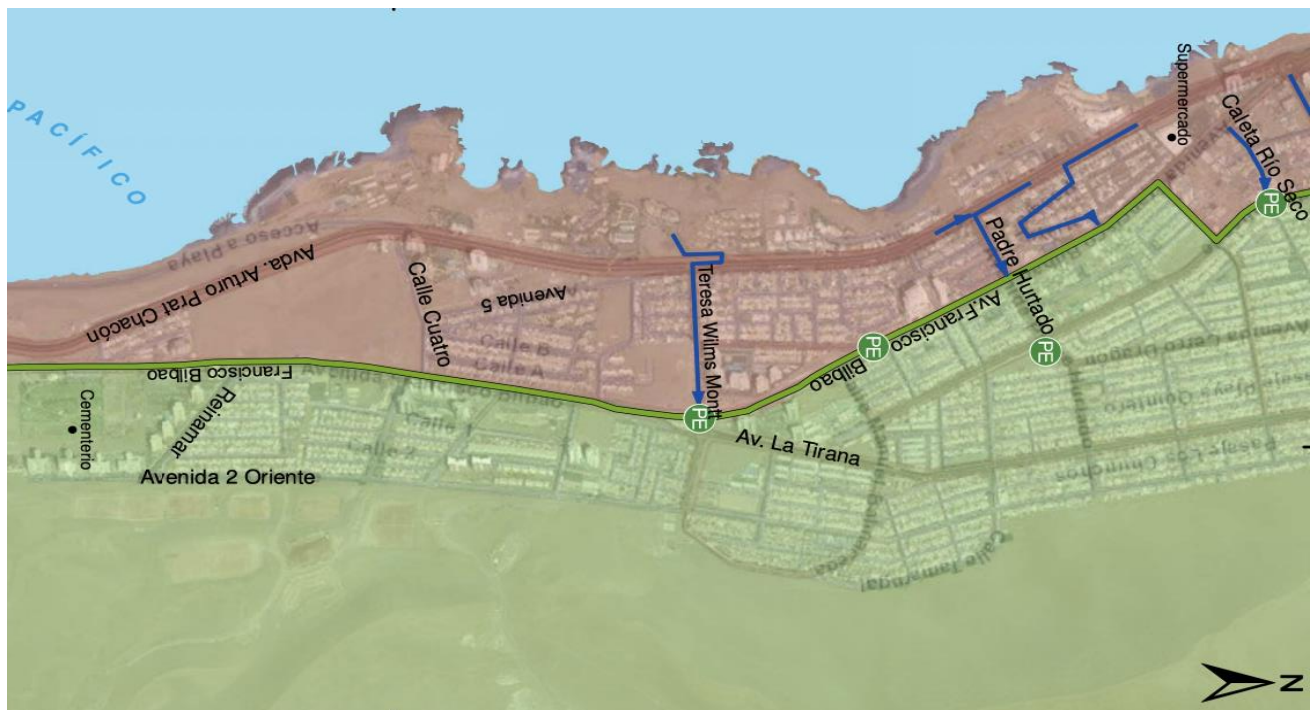 PACÍFICO
Supermercado
Caleta Río Seco
PE
Acceso a Playa
Avda. Arturo Prat Chacón
Calle Cuatro
Avenida 5
Calle B
Calle A
Teresa Wilms Montt
Padre Hurtado
Av.Francisco
Bilbao
PE
PE
PE
Francisco Bilbao
Reinamar
Cementerio
Calle 1
Calle 2
Av. La Tirana
Avenida 2 Oriente
Calle Tamarugal
N